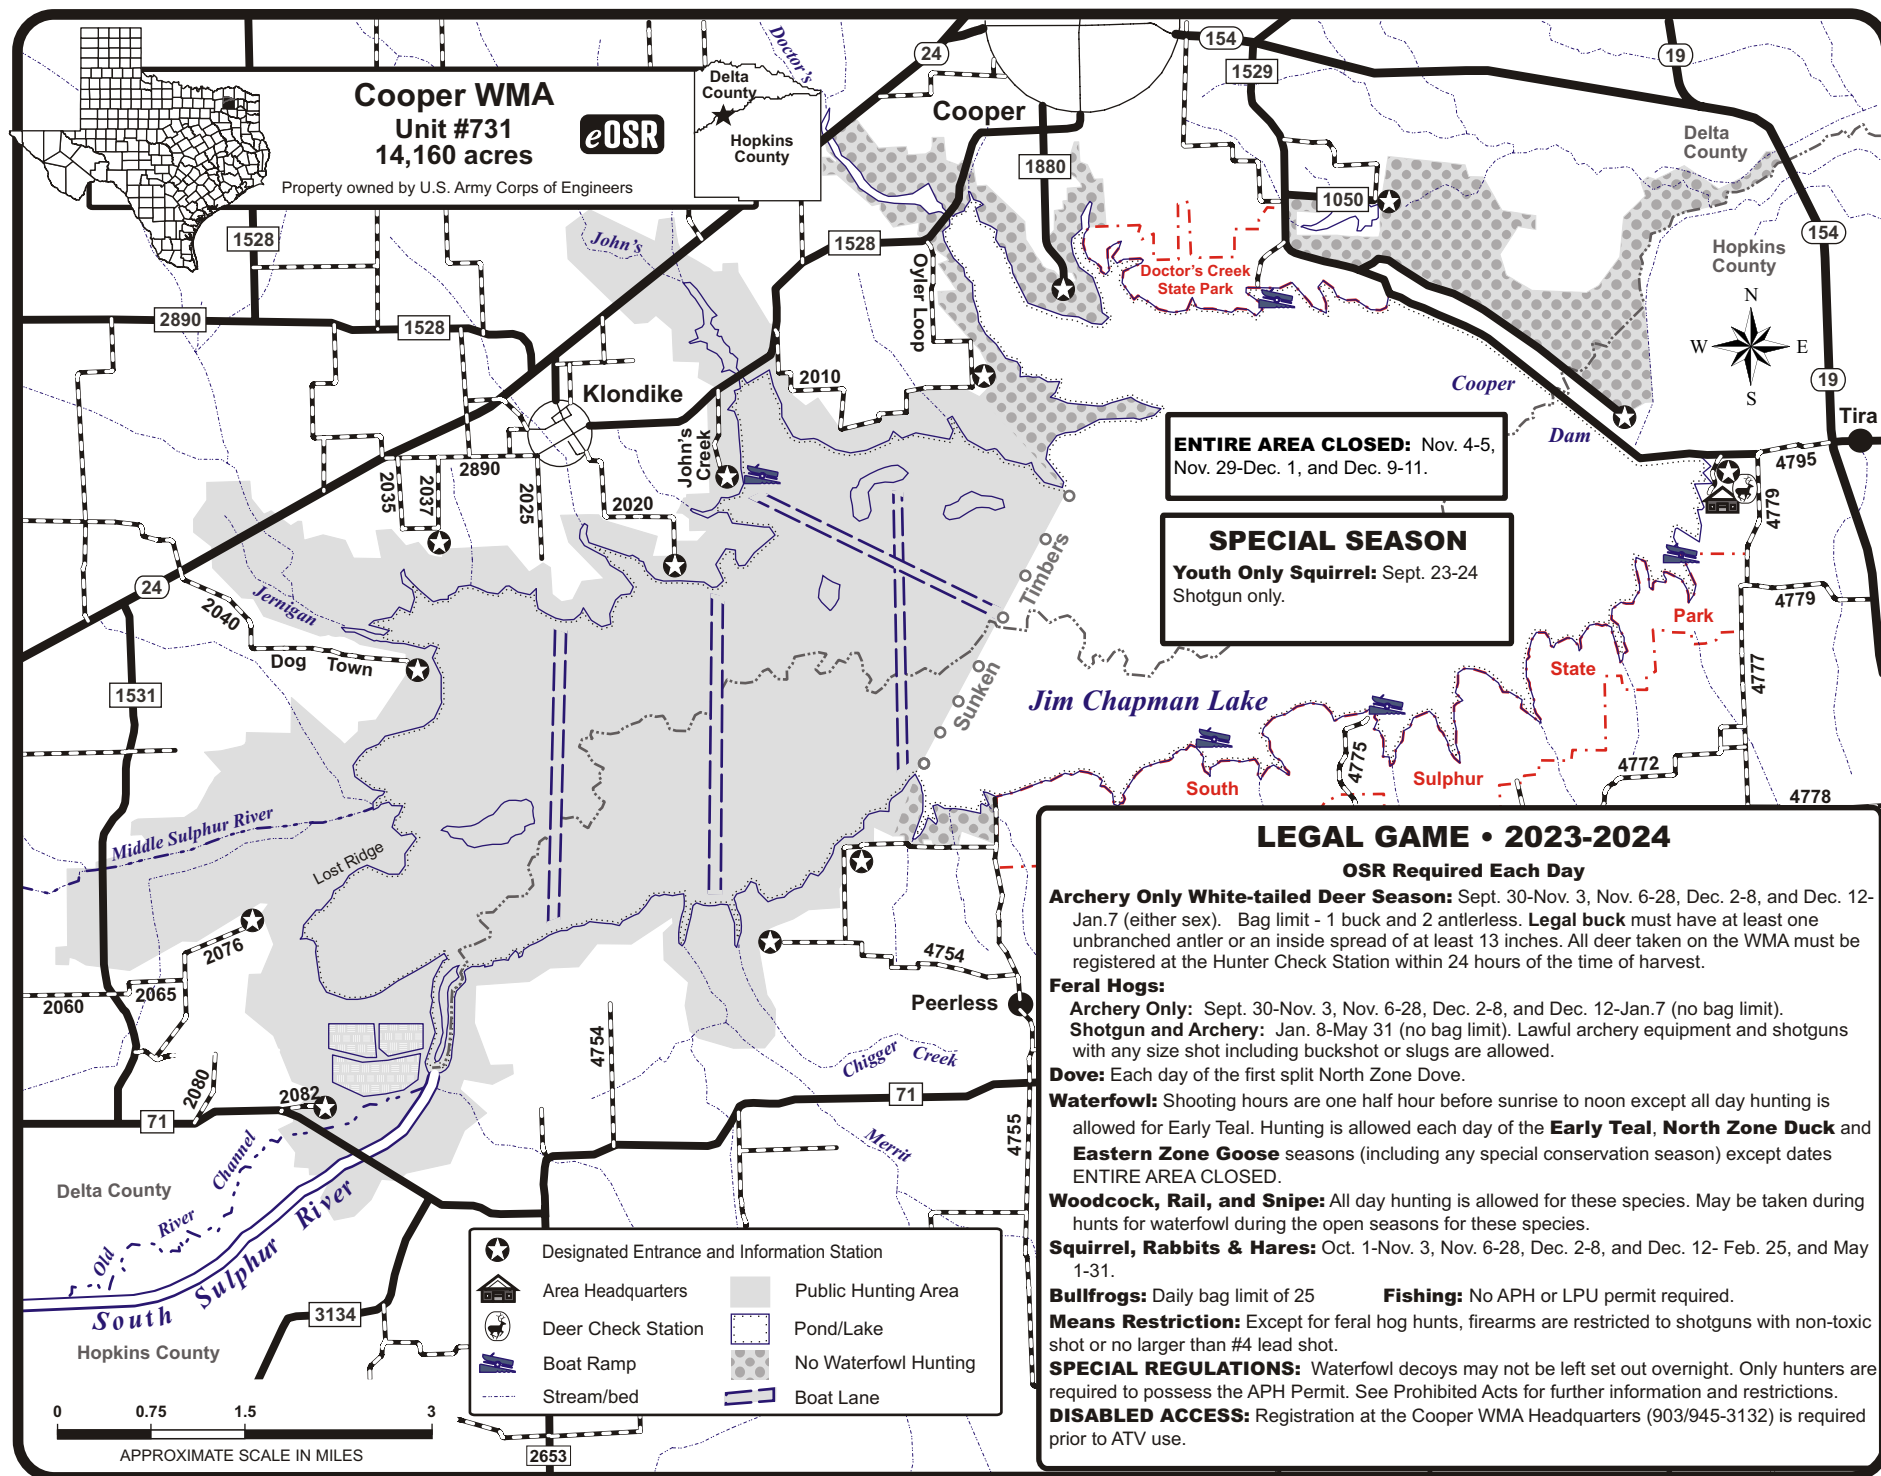 Cooper WMA
Unit #731
14,160 acres
eOSR
Property owned by U.S. Army Corps of Engineers
Delta
County
Hopkins
County
Doctor's
24
154
19
1529
Cooper
1880
1050
Delta
County
Hopkins
County
154
N
W E
S
19
Tira
John's
1528
1528
Oyler Loop
Doctor's Creek
State Park
2890
1528
Klondike
2010
Cooper
Dam
John's
Creek
2890
2035
2037
2025
2020
ENTIRE AREA CLOSED: Nov. 4-5,
Nov. 29-Dec. 1, and Dec. 9-11.
SPECIAL SEASON
Youth Only Squirrel: Sept. 23-24
Shotgun only.
4795
4779
4779
4777
Park
State
Sulphur
South
4775
4772
4778
24
2040
Jernigan
Dog Town
1531
Sunken Timbers
Jim Chapman Lake
Middle Sulphur River
Lost Ridge
2076
2065
2060
2080
2082
71
4754
4754
Peerless
Chigger Creek
71
4755
Merrit
Delta County
Old River Channel
South Sulphur River
Hopkins County
3134
2653
Designated Entrance and Information Station
Area Headquarters
Public Hunting Area
Deer Check Station
Pond/Lake
Boat Ramp
No Waterfowl Hunting
Stream/bed
Boat Lane
0 0.75 1.5 3
APPROXIMATE SCALE IN MILES
LEGAL GAME • 2023-2024
OSR Required Each Day
Archery Only White-tailed Deer Season: Sept. 30-Nov. 3, Nov. 6-28, Dec. 2-8, and Dec. 12-
Jan.7 (either sex). Bag limit - 1 buck and 2 antlerless. Legal buck must have at least one
unbranched antler or an inside spread of at least 13 inches. All deer taken on the WMA must be
registered at the Hunter Check Station within 24 hours of the time of harvest.
Feral Hogs:
Archery Only: Sept. 30-Nov. 3, Nov. 6-28, Dec. 2-8, and Dec. 12-Jan.7 (no bag limit).
Shotgun and Archery: Jan. 8-May 31 (no bag limit). Lawful archery equipment and shotguns
with any size shot including buckshot or slugs are allowed.
Dove: Each day of the first split North Zone Dove.
Waterfowl: Shooting hours are one half hour before sunrise to noon except all day hunting is
allowed for Early Teal. Hunting is allowed each day of the Early Teal, North Zone Duck and
Eastern Zone Goose seasons (including any special conservation season) except dates
ENTIRE AREA CLOSED.
Woodcock, Rail, and Snipe: All day hunting is allowed for these species. May be taken during
hunts for waterfowl during the open seasons for these species.
Squirrel, Rabbits & Hares: Oct. 1-Nov. 3, Nov. 6-28, Dec. 2-8, and Dec. 12- Feb. 25, and May
1-31.
Bullfrogs: Daily bag limit of 25 Fishing: No APH or LPU permit required.
Means Restriction: Except for feral hog hunts, firearms are restricted to shotguns with non-toxic
shot or no larger than #4 lead shot.
SPECIAL REGULATIONS: Waterfowl decoys may not be left set out overnight. Only hunters are
required to possess the APH Permit. See Prohibited Acts for further information and restrictions.
DISABLED ACCESS: Registration at the Cooper WMA Headquarters (903/945-3132) is required
prior to ATV use.